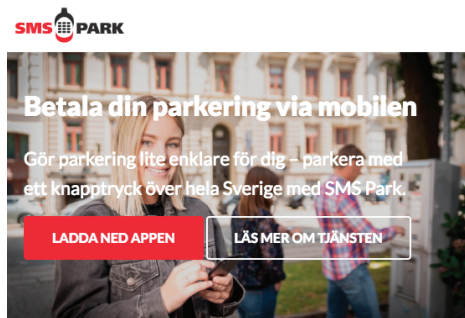 SMS PARK
Betala din parkering via mobilen
Gör parkering lite enklare för dig – parkera med
ett knapptryck över hela Sverige med SMS Park.
LADDA NED APPEN LÄS MER OM TJÄNSTEN